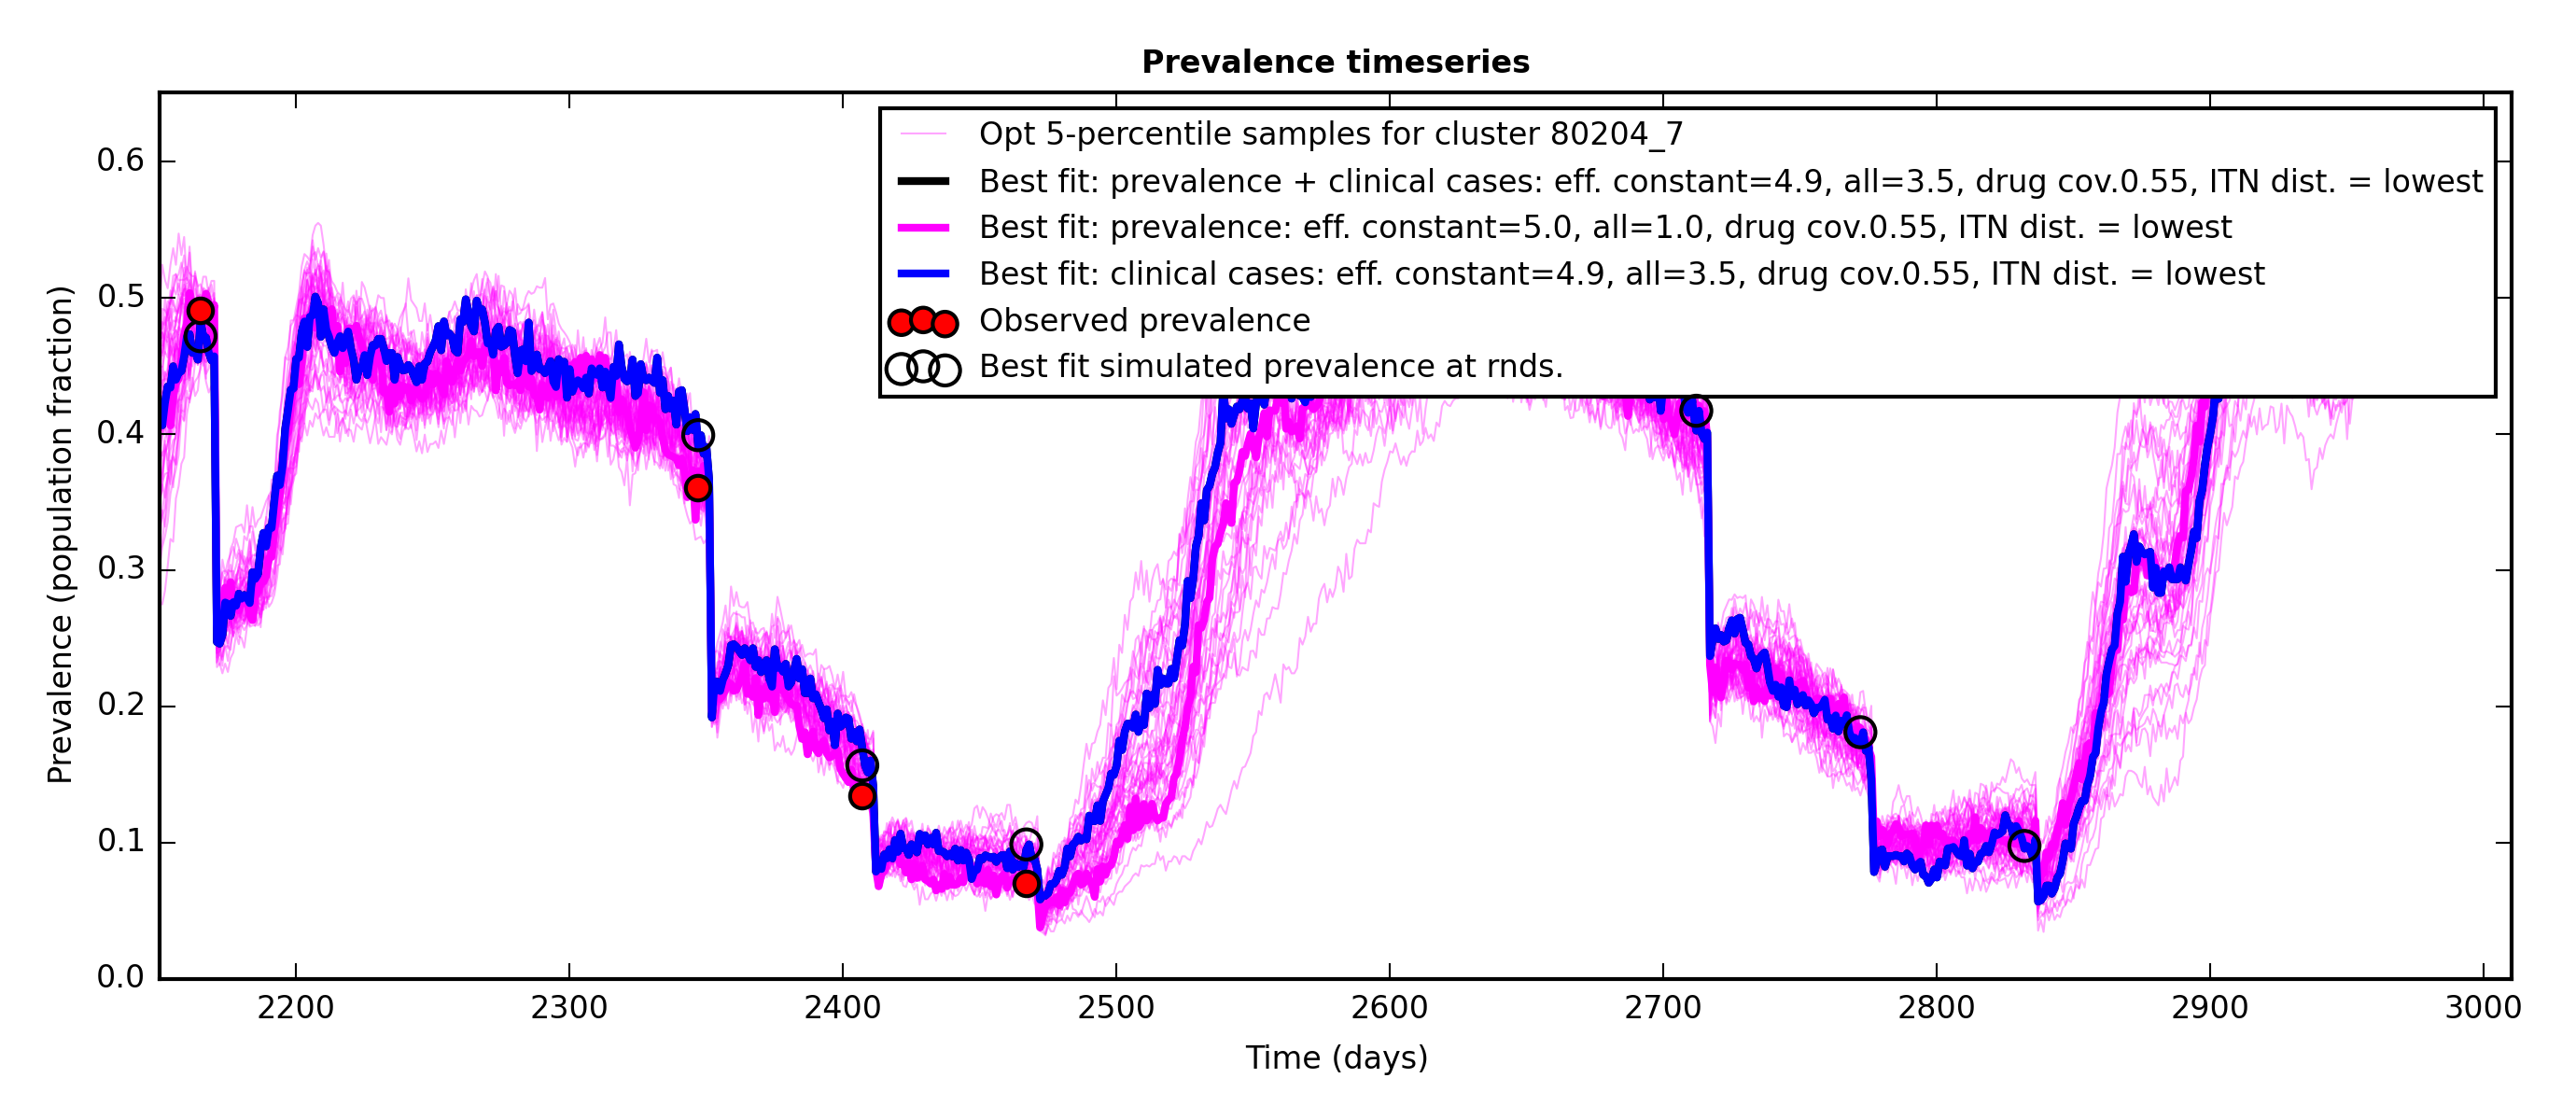 Prevalence timeseries
Opt 5-percentile samples for cluster 80204_7
Best fit: prevalence + clinical cases: eff. constant=4.9, all=3.5, drug cov.0.55, ITN dist. = lowest
Best fit: prevalence: eff. constant=5.0, all=1.0, drug cov.0.55, ITN dist. = lowest
Best fit: clinical cases: eff. constant=4.9, all=3.5, drug cov.0.55, ITN dist. = lowest
Observed prevalence
Best fit simulated prevalence at rnds.
Prevalence (population fraction)
0.6
0.5
0.4
0.3
0.2
0.1
0.0
2200 2300 2400 2500 2600 2700 2800 2900 3000
Time (days)